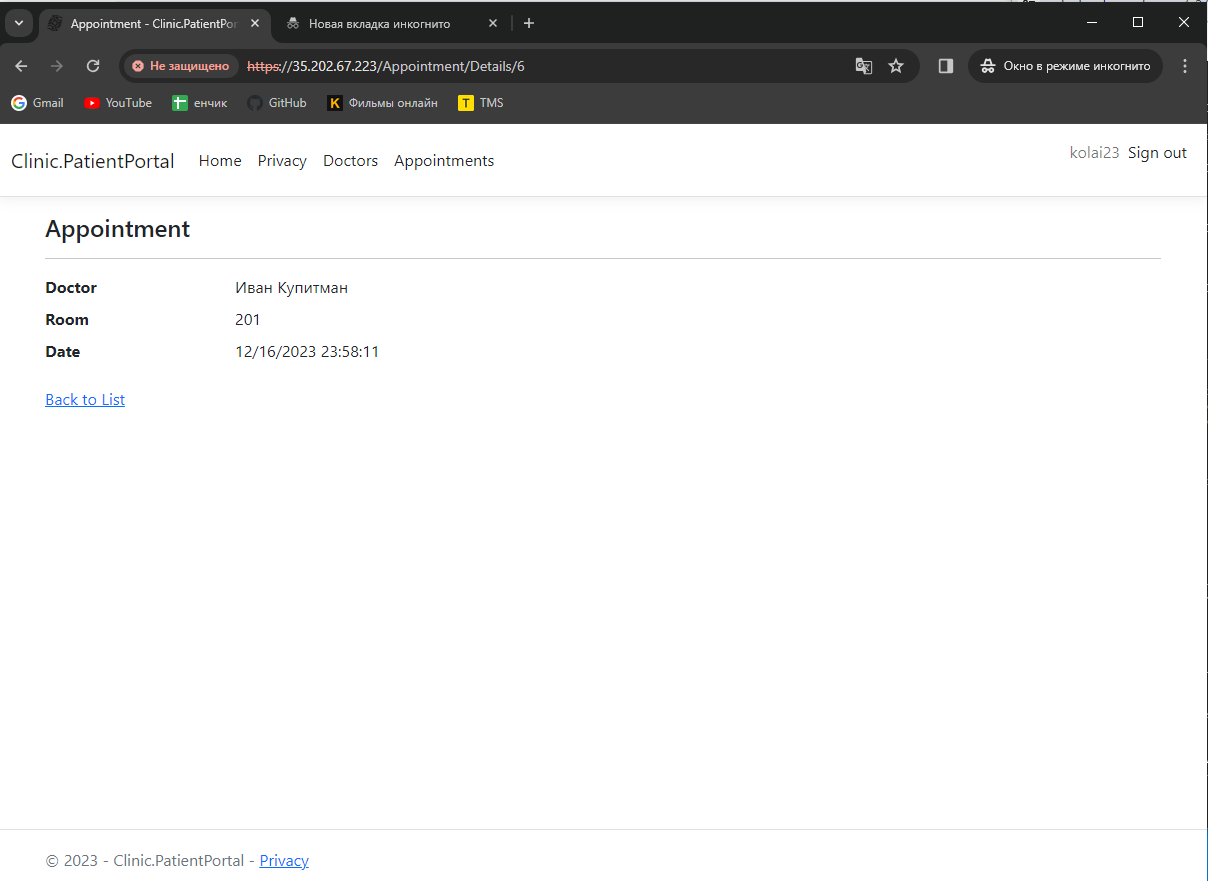 Appointment - Clinic.PatientPor
Новая вкладка инкогнито
Не защищено https://35.202.67.223/Appointment/Details/6 Окно в режиме инкогнито
Gmail YouTube енчик GitHub K Фильмы онлайн T TMS
Clinic.PatientPortal Home Privacy Doctors Appointments kolai23 Sign out
Appointment
Doctor Иван Купитман
Room 201
Date 12/16/2023 23:58:11
Back to List
© 2023 - Clinic.PatientPortal - Privacy